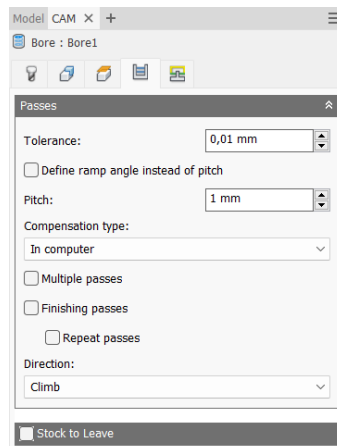 Model CAM × +
Bore : Bore1
Passes
Tolerance: 0,01 mm
Define ramp angle instead of pitch
Pitch: 1 mm
Compensation type:
In computer
Multiple passes
Finishing passes
Repeat passes
Direction:
Climb
Stock to Leave